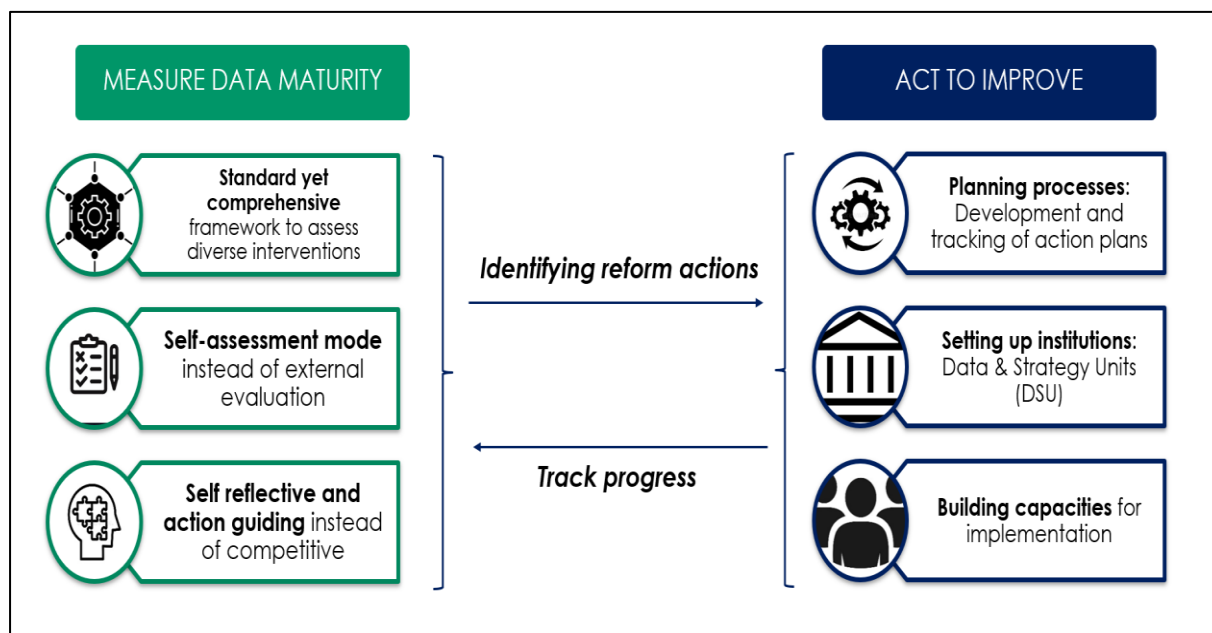 MEASURE DATA MATURITY
Standard yet
comprehensive
framework to assess
diverse interventions
Self-assessment mode
instead of external
evaluation
Self reflective and
action guiding instead
of competitive
Identifying reform actions
Track progress
ACT TO IMPROVE
Planning processes:
Development and
tracking of action plans
Setting up institutions:
Data & Strategy Units
(DSU)
Building capacities for
implementation